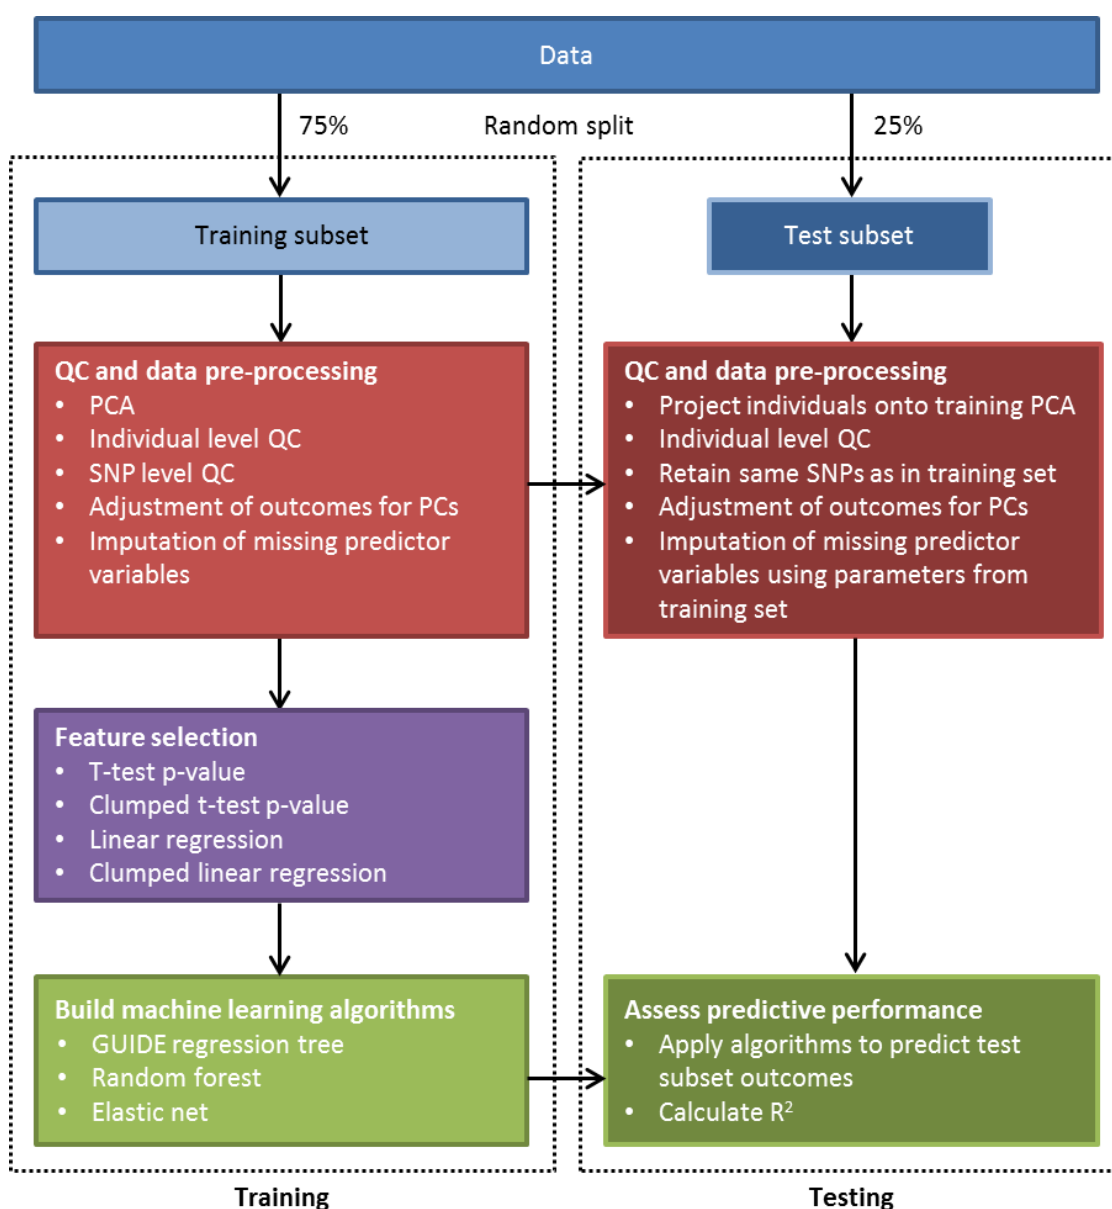 Data
75%
Random split
25%
Training subset
Test subset
QC and data pre-processing
• PCA
• Individual level QC
• SNP level QC
• Adjustment of outcomes for PCs
• Imputation of missing predictor
variables
QC and data pre-processing
• Project individuals onto training PCA
• Individual level QC
• Retain same SNPs as in training set
• Adjustment of outcomes for PCs
• Imputation of missing predictor
variables using parameters from
training set
Feature selection
• T-test p-value
• Clumped t-test p-value
• Linear regression
• Clumped linear regression
Build machine learning algorithms
• GUIDE regression tree
• Random forest
• Elastic net
Assess predictive performance
• Apply algorithms to predict test
subset outcomes
• Calculate R²
Training
Testing